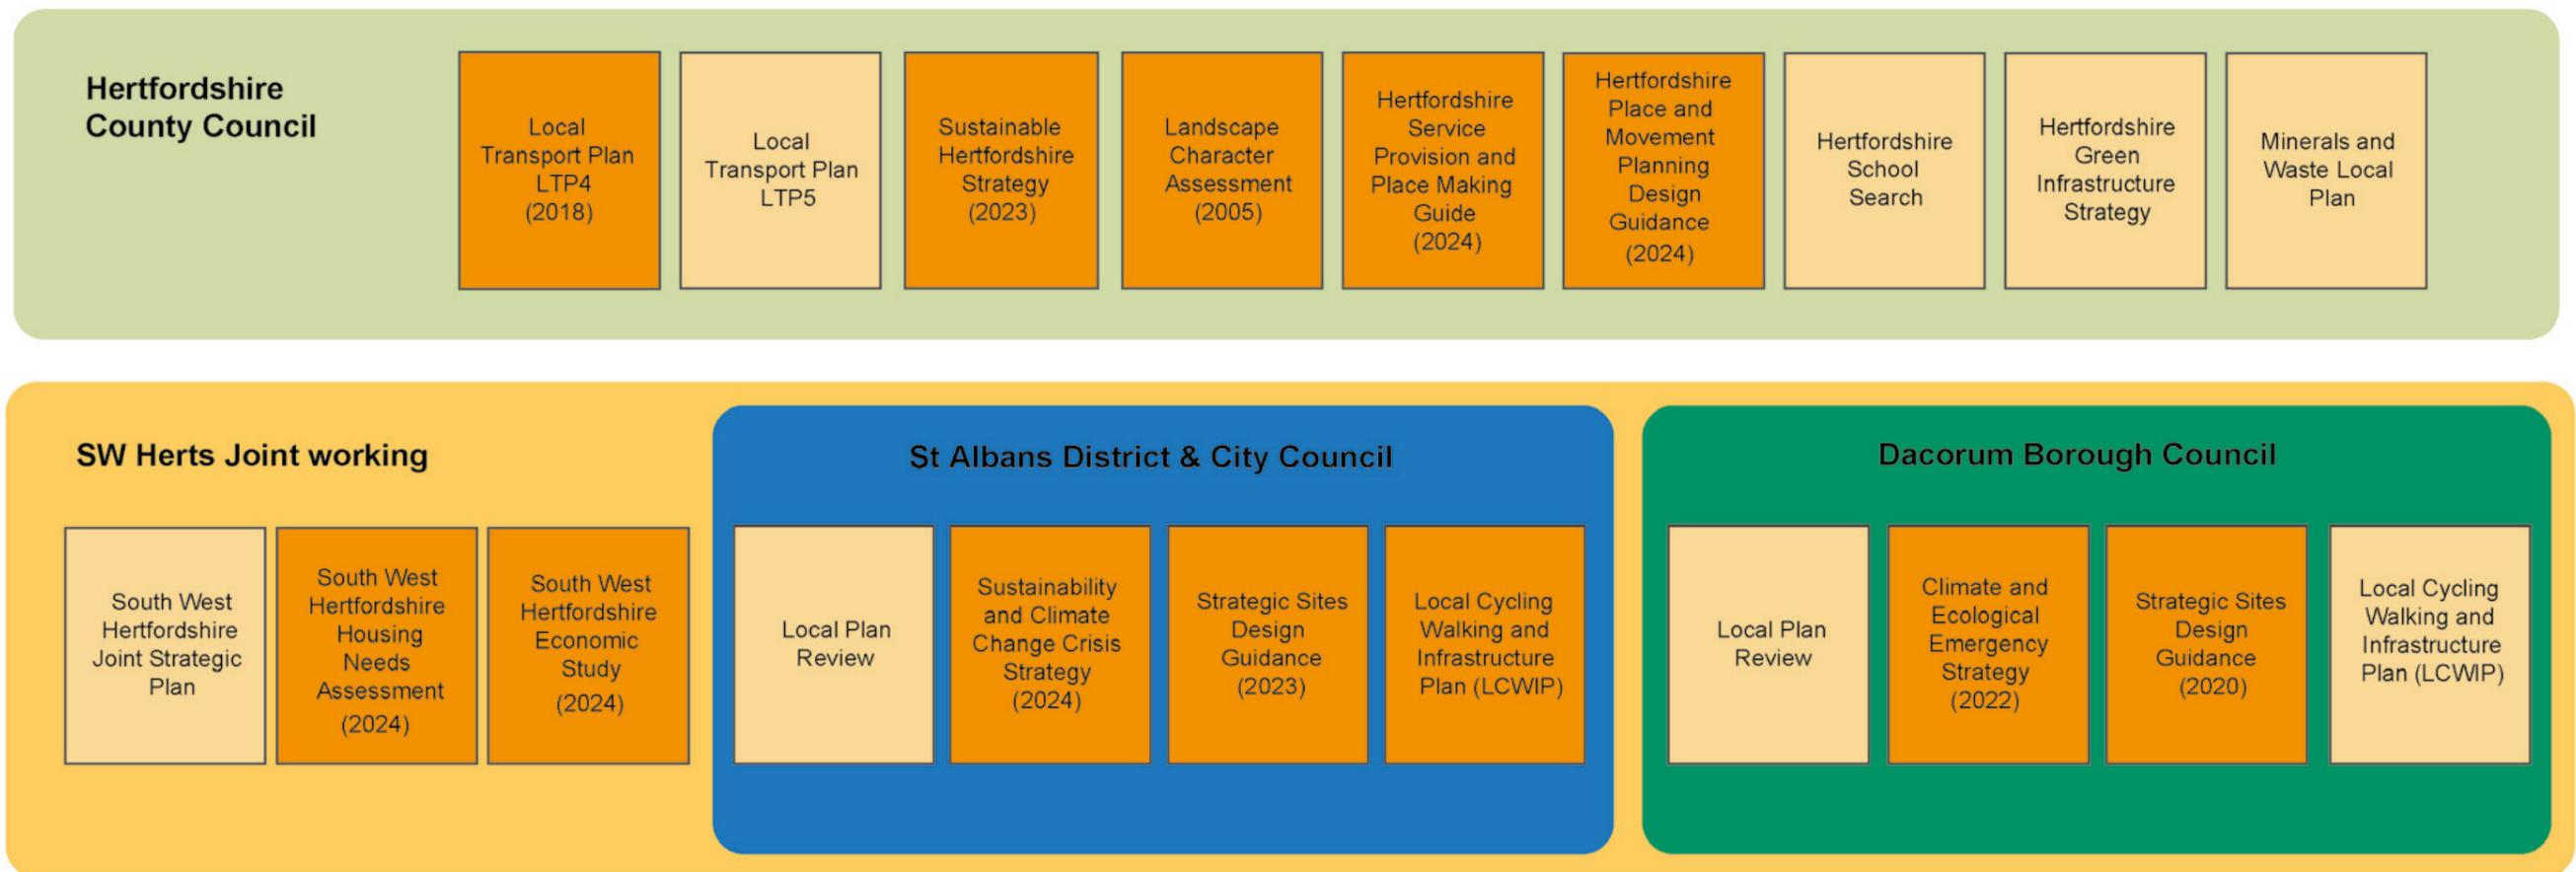 Hertfordshire
County Council
Local
Transport Plan
LTP4
(2018)
Local
Transport Plan
LTP5
Sustainable
Hertfordshire
Strategy
(2023)
Landscape
Character
Assessment
(2005)
Hertfordshire
Service
Provision and
Place Making
Guide
(2024)
Hertfordshire
Place and
Movement
Planning
Design
Guidance
(2024)
Hertfordshire
School
Search
Hertfordshire
Green
Infrastructure
Strategy
Minerals and
Waste Local
Plan
SW Herts Joint working
South West
Hertfordshire
Joint Strategic
Plan
South West
Hertfordshire
Housing
Needs
Assessment
(2024)
South West
Hertfordshire
Economic
Study
(2024)
St Albans District & City Council
Local Plan
Review
Sustainability
and Climate
Change Crisis
Strategy
(2024)
Strategic Sites
Design
Guidance
(2023)
Local Cycling
Walking and
Infrastructure
Plan (LCWIP)
Dacorum Borough Council
Local Plan
Review
Climate and
Ecological
Emergency
Strategy
(2022)
Strategic Sites
Design
Guidance
(2020)
Local Cycling
Walking and
Infrastructure
Plan (LCWIP)